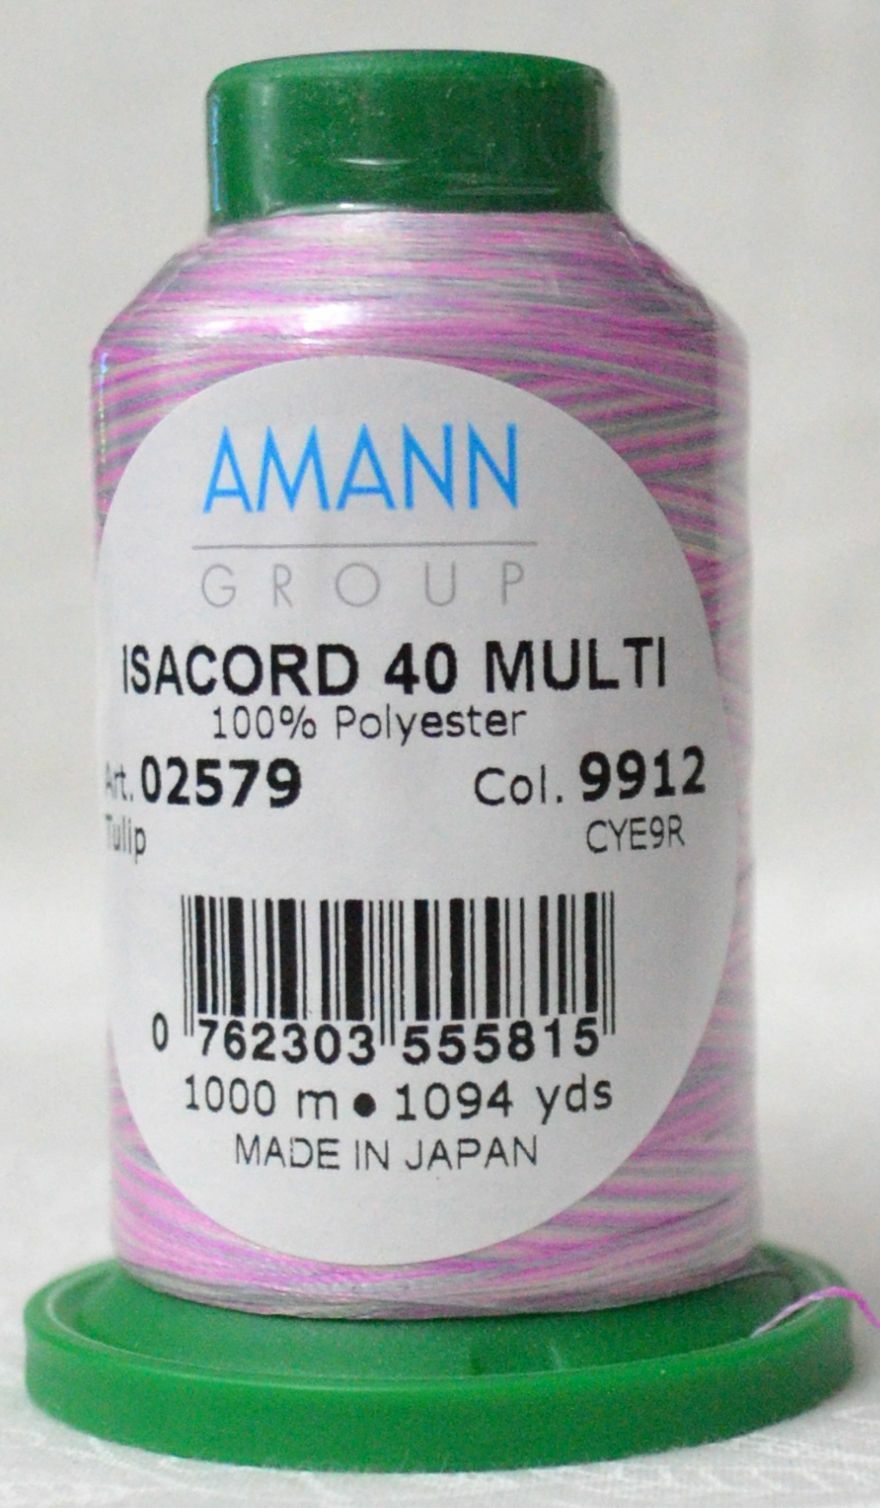 AMANN
GROUP
ISACORD 40 MULTI
100% Polyester
Art. 02579 Col. 9912
Tulip CYE9R
0 762303 555815
1000 m • 1094 yds
MADE IN JAPAN